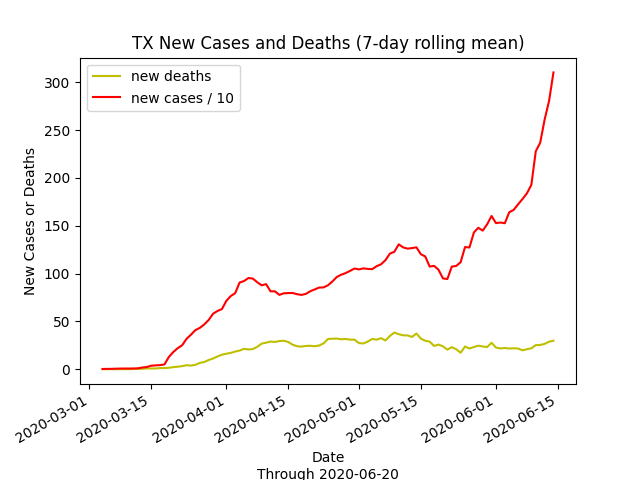 TX New Cases and Deaths (7-day rolling mean)
new deaths
new cases / 10
300
250
200
150
100
50
0
New Cases or Deaths
2020-03-01
2020-03-15
2020-04-01
2020-04-15
2020-05-01
2020-05-15
2020-06-01
2020-06-15
Date
Through 2020-06-20